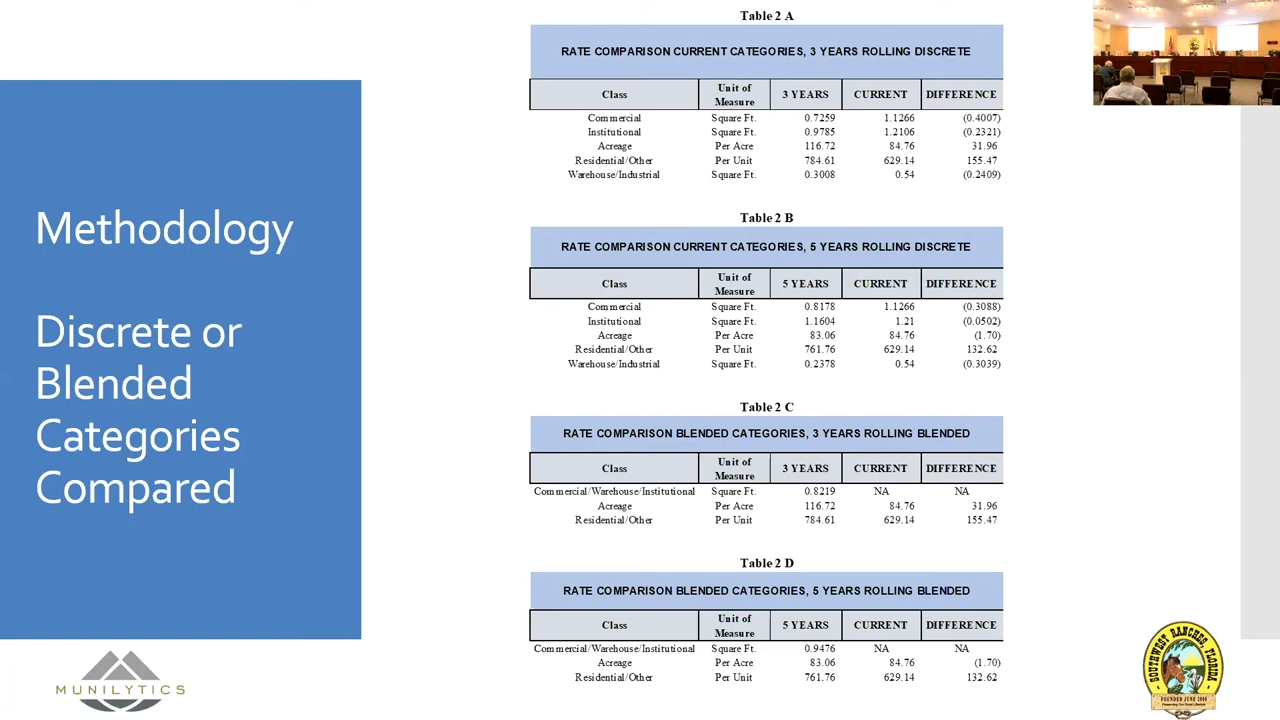 Methodology
Discrete or
Blended
Categories
Compared
Table 2 A
RATE COMPARISON CURRENT CATEGORIES, 3 YEARS ROLLING DISCRETE
Class Unit of Measure 3 YEARS CURRENT DIFFERENCE
Commercial Square Ft. 0.7259 1.1266 (0.4007)
Institutional Square Ft. 0.9785 1.2106 (0.2321)
Acreage Per Acre 116.72 84.76 31.96
Residential/Other Per Unit 784.61 629.14 155.47
Warehouse/Industrial Square Ft. 0.3008 0.54 (0.2409)
Table 2 B
RATE COMPARISON CURRENT CATEGORIES, 5 YEARS ROLLING DISCRETE
Class Unit of Measure 5 YEARS CURRENT DIFFERENCE
Commercial Square Ft. 0.8178 1.1266 (0.3088)
Institutional Square Ft. 1.1604 1.21 (0.0502)
Acreage Per Acre 83.06 84.76 (1.70)
Residential/Other Per Unit 761.76 629.14 132.62
Warehouse/Industrial Square Ft. 0.2378 0.54 (0.3039)
Table 2 C
RATE COMPARISON BLENDED CATEGORIES, 3 YEARS ROLLING BLENDED
Class Unit of Measure 3 YEARS CURRENT DIFFERENCE
Commercial/Warehouse/Institutional Square Ft. 0.8219 NA NA
Acreage Per Acre 116.72 84.76 31.96
Residential/Other Per Unit 784.61 629.14 155.47
Table 2 D
RATE COMPARISON BLENDED CATEGORIES, 5 YEARS ROLLING BLENDED
Class Unit of Measure 5 YEARS CURRENT DIFFERENCE
Commercial/Warehouse/Institutional Square Ft. 0.9476 NA NA
Acreage Per Acre 83.06 84.76 (1.70)
Residential/Other Per Unit 761.76 629.14 132.62
MUNILYTICS
SOUTHWEST RANCHES, FLORIDA